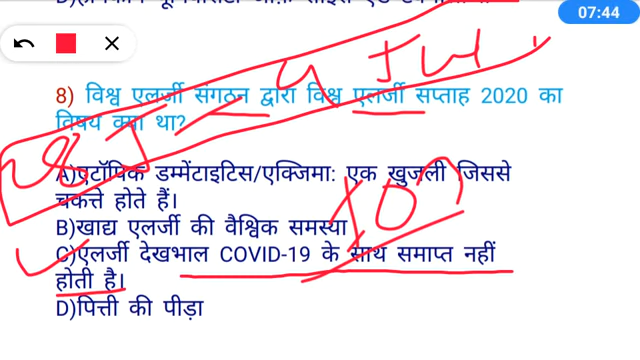 07:44
8) विश्व एलर्जी संगठन द्वारा विश्व एलर्जी सप्ताह 2020 का
विषय क्या था?
A)एटॉपिक डर्मेटाइटिस/एक्जिमा: एक खुजली जिससे
चकत्ते होते हैं।
B)खाद्य एलर्जी की वैश्विक समस्या
C)एलर्जी देखभाल COVID-19 के साथ समाप्त नहीं
होती है।
D)पित्ती की पीड़ा